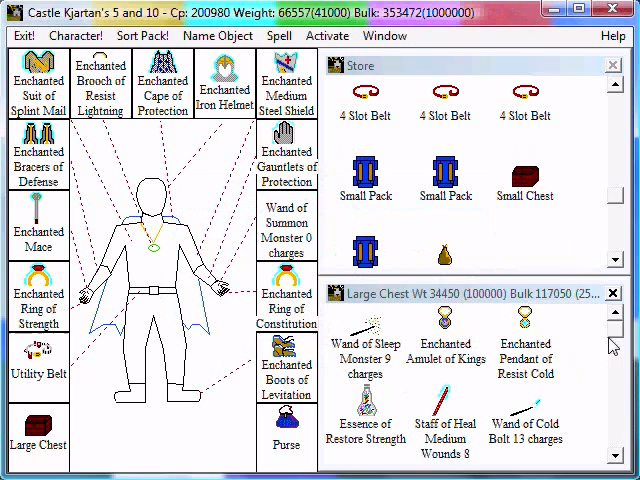 Castle Kjartan's 5 and 10 - Cp: 200980 Weight: 66557(41000) Bulk: 353472(1000000)
Exit! Character! Sort Pack! Name Object Spell Activate Window Help
Enchanted
Suit of
Splint Mail
Enchanted
Brooch of
Resist
Lightning
Enchanted
Cape of
Protection
Enchanted
Iron Helmet
Enchanted
Medium
Steel Shield
Enchanted
Bracers of
Defense
Enchanted
Gauntlets of
Protection
Enchanted
Mace
Wand of
Summon
Monster 0
charges
Enchanted
Ring of
Strength
Enchanted
Ring of
Constitution
Utility Belt
Enchanted
Boots of
Levitation
Large Chest
Purse
Store
4 Slot Belt 4 Slot Belt 4 Slot Belt
Small Pack Small Pack Small Chest
Large Chest Wt 34450 (100000) Bulk 117050 (25...
Wand of Sleep
Monster 9
charges
Enchanted
Amulet of Kings
Enchanted
Pendant of
Resist Cold
Essence of
Restore Strength
Staff of Heal
Medium
Wounds 8
Wand of Cold
Bolt 13 charges